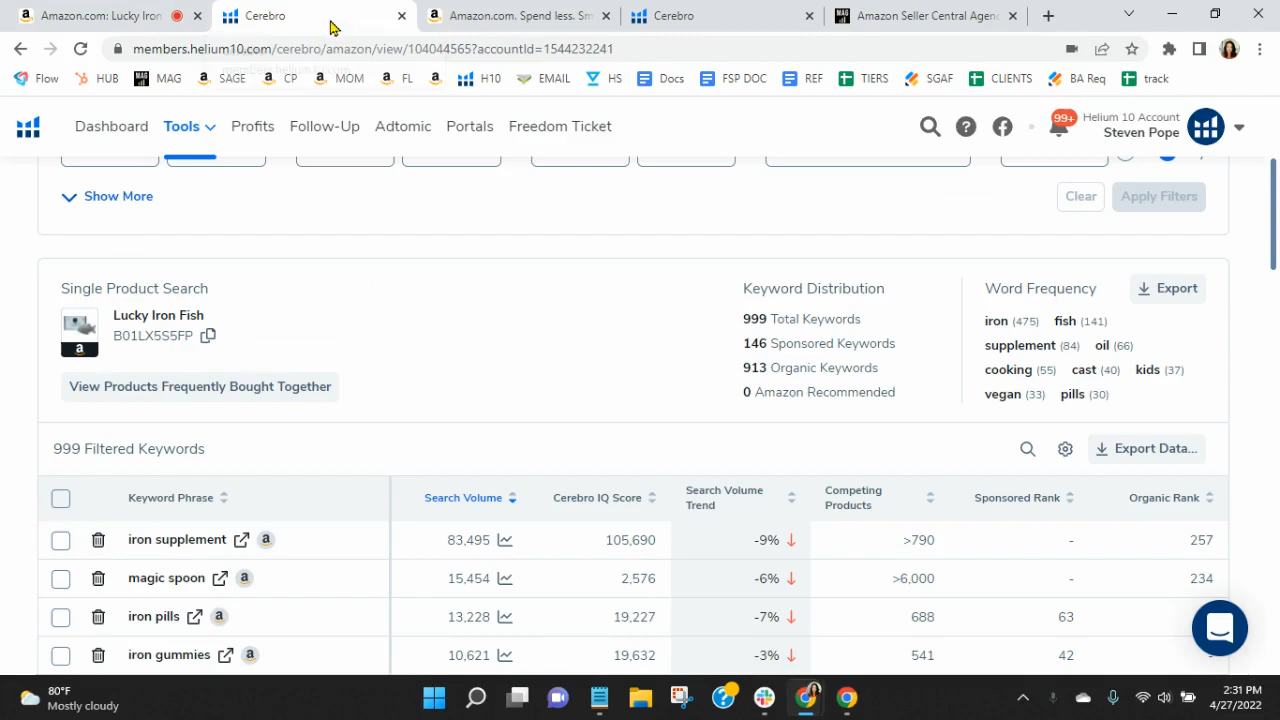 Amazon.com: Lucky Iron
Cerebro
Amazon.com. Spend less. Sm
Cerebro
Amazon Seller Central Agenc
members.helium10.com/cerebro/amazon/view/104044565?accountId=1544232241
Flow HUB MAG SAGE CP MOM FL H10 EMAIL HS Docs FSP DOC REF TIERS SGAF CLIENTS BA Req track
Dashboard Tools Profits Follow-Up Adtomic Portals Freedom Ticket
99+
Helium 10 Account
Steven Pope
Show More
Clear Apply Filters
Single Product Search
Lucky Iron Fish
B01LX5S5FP
View Products Frequently Bought Together
Keyword Distribution
999 Total Keywords
146 Sponsored Keywords
913 Organic Keywords
0 Amazon Recommended
Word Frequency Export
iron (475) fish (141)
supplement (84) oil (66)
cooking (55) cast (40) kids (37)
vegan (33) pills (30)
999 Filtered Keywords Export Data...
Keyword Phrase Search Volume Cerebro IQ Score Search Volume Trend Competing Products Sponsored Rank Organic Rank
iron supplement 83,495 105,690 -9% >790 - 257
magic spoon 15,454 2,576 -6% >6,000 - 234
iron pills 13,228 19,227 -7% 688 63
iron gummies 10,621 19,632 -3% 541 42 -
80°F
Mostly cloudy
2:31 PM
4/27/2022